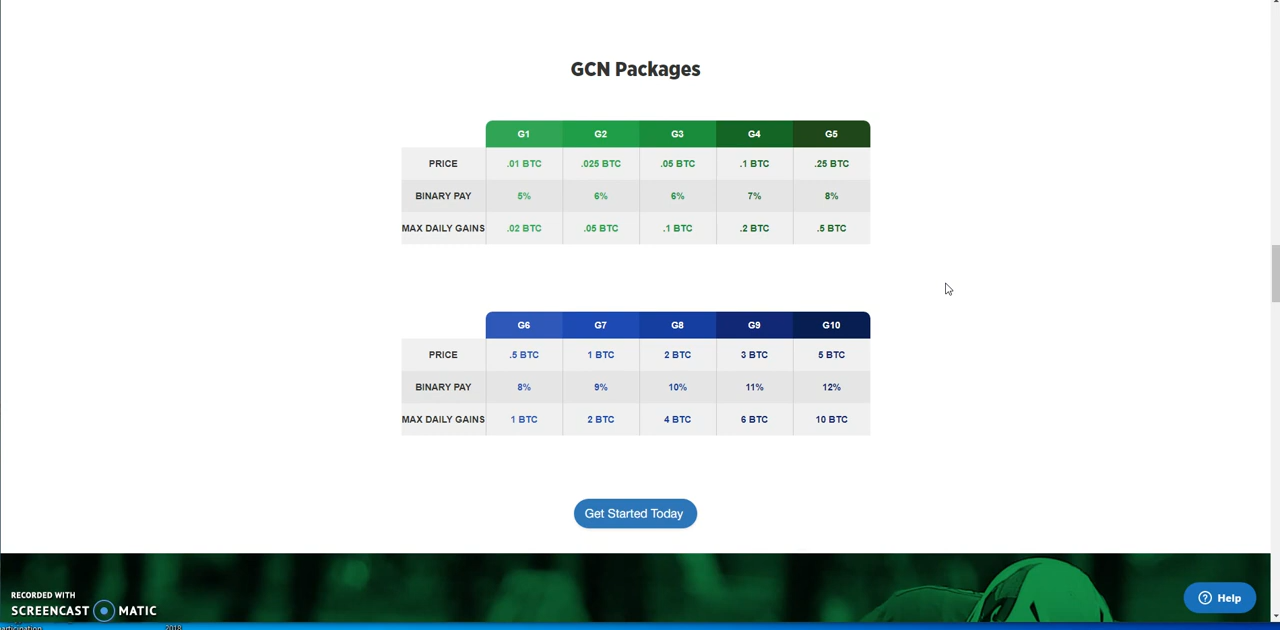 GCN Packages
G1 G2 G3 G4 G5
PRICE .01 BTC .025 BTC .05 BTC .1 BTC .25 BTC
BINARY PAY 5% 6% 6% 7% 8%
MAX DAILY GAINS .02 BTC .05 BTC .1 BTC .2 BTC .5 BTC
G6 G7 G8 G9 G10
PRICE .5 BTC 1 BTC 2 BTC 3 BTC 5 BTC
BINARY PAY 8% 9% 10% 11% 12%
MAX DAILY GAINS 1 BTC 2 BTC 4 BTC 6 BTC 10 BTC
Get Started Today
RECORDED WITH
SCREENCAST MATIC
Help
2018